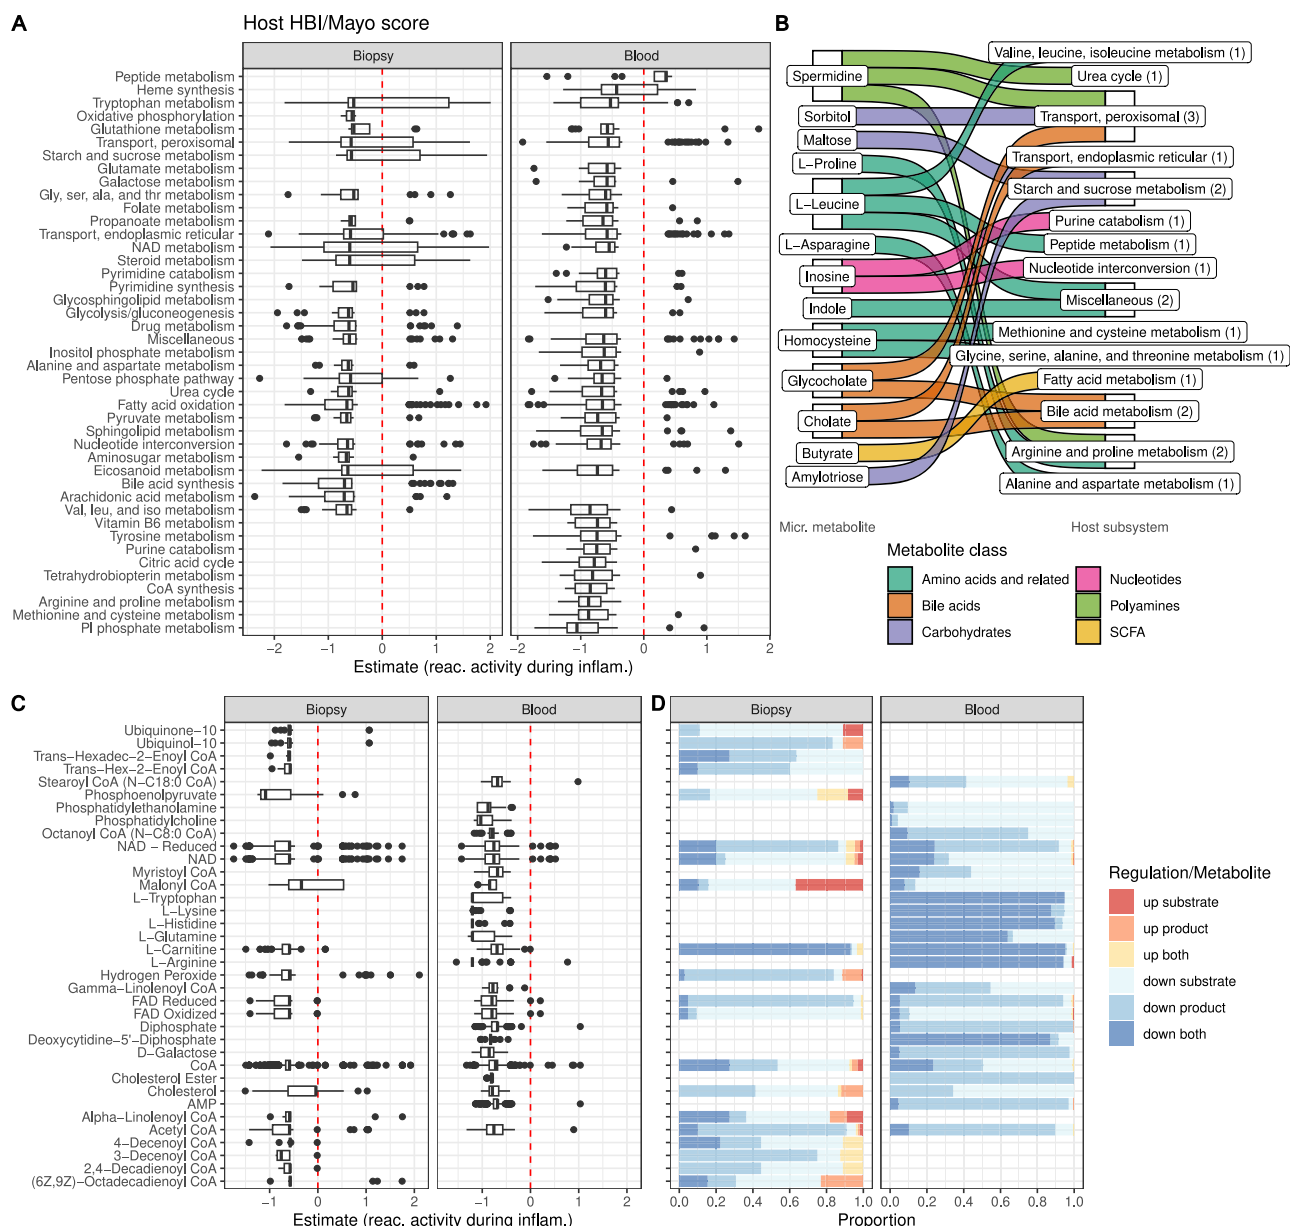 A
Host HBI/Mayo score
Biopsy
Blood
Peptide metabolism
Heme synthesis
Tryptophan metabolism
Oxidative phosphorylation
Glutathione metabolism
Transport, peroxisomal
Starch and sucrose metabolism
Glutamate metabolism
Galactose metabolism
Gly, ser, ala, and thr metabolism
Folate metabolism
Propanoate metabolism
Transport, endoplasmic reticular
NAD metabolism
Steroid metabolism
Pyrimidine catabolism
Pyrimidine synthesis
Glycosphingolipid metabolism
Glycolysis/gluconeogenesis
Drug metabolism
Miscellaneous
Inositol phosphate metabolism
Alanine and aspartate metabolism
Pentose phosphate pathway
Urea cycle
Fatty acid oxidation
Pyruvate metabolism
Sphingolipid metabolism
Nucleotide interconversion
Aminosugar metabolism
Eicosanoid metabolism
Bile acid synthesis
Arachidonic acid metabolism
Val, leu, and iso metabolism
Vitamin B6 metabolism
Tyrosine metabolism
Purine catabolism
Citric acid cycle
Tetrahydrobiopterin metabolism
CoA synthesis
Arginine and proline metabolism
Methionine and cysteine metabolism
PI phosphate metabolism
−2 −1 0 1 2 −2 −1 0 1 2
Estimate (reac. activity during inflam.)
B
Spermidine
Sorbitol
Maltose
L−Proline
L−Leucine
L−Asparagine
Inosine
Indole
Homocysteine
Glycocholate
Cholate
Butyrate
Amylotriose
Valine, leucine, isoleucine metabolism (1)
Urea cycle (1)
Transport, peroxisomal (3)
Transport, endoplasmic reticular (1)
Starch and sucrose metabolism (2)
Purine catabolism (1)
Peptide metabolism (1)
Nucleotide interconversion (1)
Miscellaneous (2)
Methionine and cysteine metabolism (1)
Glycine, serine, alanine, and threonine metabolism (1)
Fatty acid metabolism (1)
Bile acid metabolism (2)
Arginine and proline metabolism (2)
Alanine and aspartate metabolism (1)
Micr. metabolite
Host subsystem
Metabolite class
Amino acids and related
Bile acids
Carbohydrates
Nucleotides
Polyamines
SCFA
C
Biopsy
Blood
Ubiquinone−10
Ubiquinol−10
Trans−Hexadec−2−Enoyl CoA
Trans−Hex−2−Enoyl CoA
Stearoyl CoA (N−C18:0 CoA)
Phosphoenolpyruvate
Phosphatidylethanolamine
Phosphatidylcholine
Octanoyl CoA (N−C8:0 CoA)
NAD − Reduced
NAD
Myristoyl CoA
Malonyl CoA
L−Tryptophan
L−Lysine
L−Histidine
L−Glutamine
L−Carnitine
L−Arginine
Hydrogen Peroxide
Gamma−Linolenoyl CoA
FAD Reduced
FAD Oxidized
Diphosphate
Deoxycytidine−5'−Diphosphate
D−Galactose
CoA
Cholesterol Ester
Cholesterol
AMP
Alpha−Linolenoyl CoA
Acetyl CoA
4−Decenoyl CoA
3−Decenoyl CoA
2,4−Decadienoyl CoA
(6Z,9Z)−Octadecadienoyl CoA
−1 0 1 2 −1 0 1 2
Estimate (reac. activity during inflam.)
D
Biopsy
Blood
0.0 0.2 0.4 0.6 0.8 1.0 0.0 0.2 0.4 0.6 0.8 1.0
Proportion
Regulation/Metabolite
up substrate
up product
up both
down substrate
down product
down both